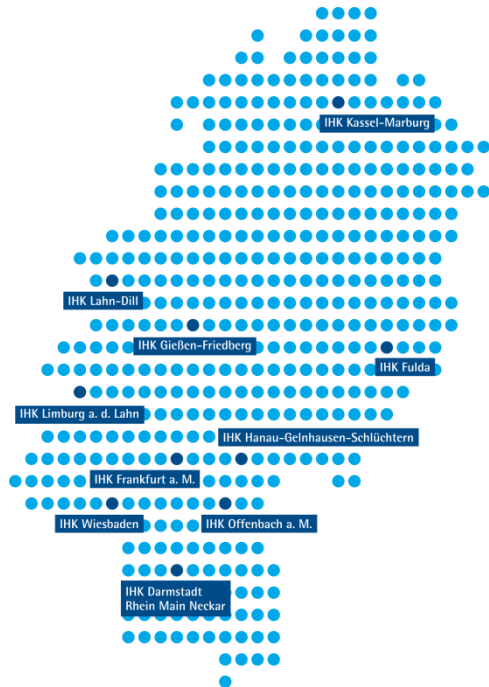 IHK Kassel-Marburg
IHK Lahn-Dill
IHK Gießen-Friedberg
IHK Fulda
IHK Limburg a. d. Lahn
IHK Hanau-Gelnhausen-Schlüchtern
IHK Frankfurt a. M.
IHK Wiesbaden
IHK Offenbach a. M.
IHK Darmstadt
Rhein Main Neckar